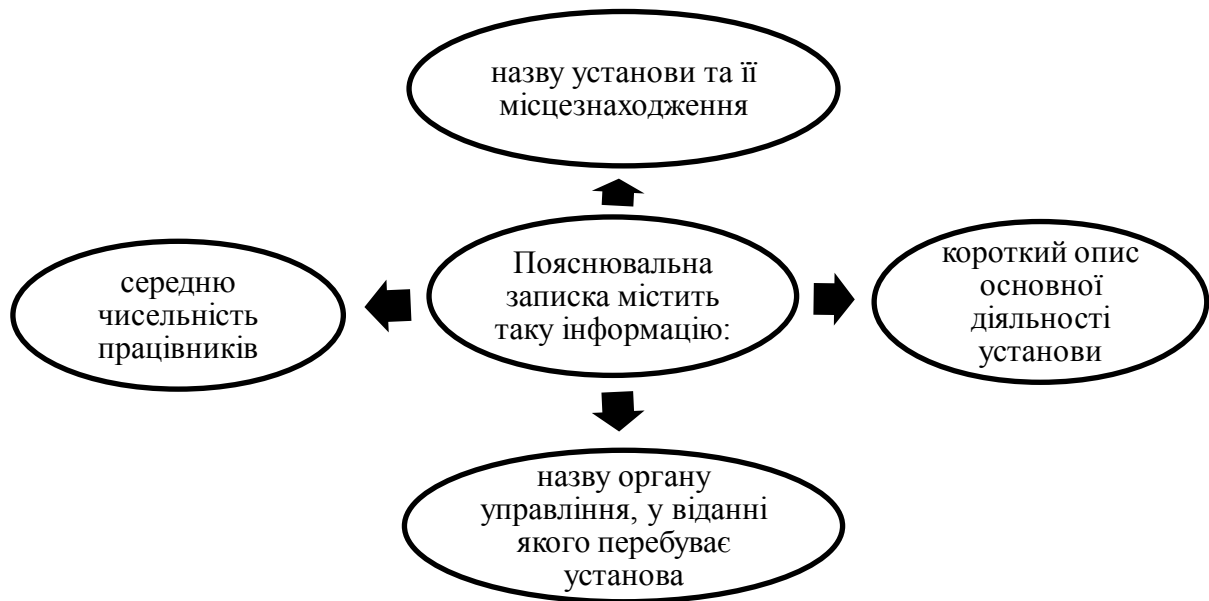 назву установи та її
місцезнаходження
Пояснювальна
записка містить
таку інформацію:
середню
чисельність
працівників
короткий опис
основної
діяльності
установи
назву органу
управління, у віданні
якого перебуває
установа